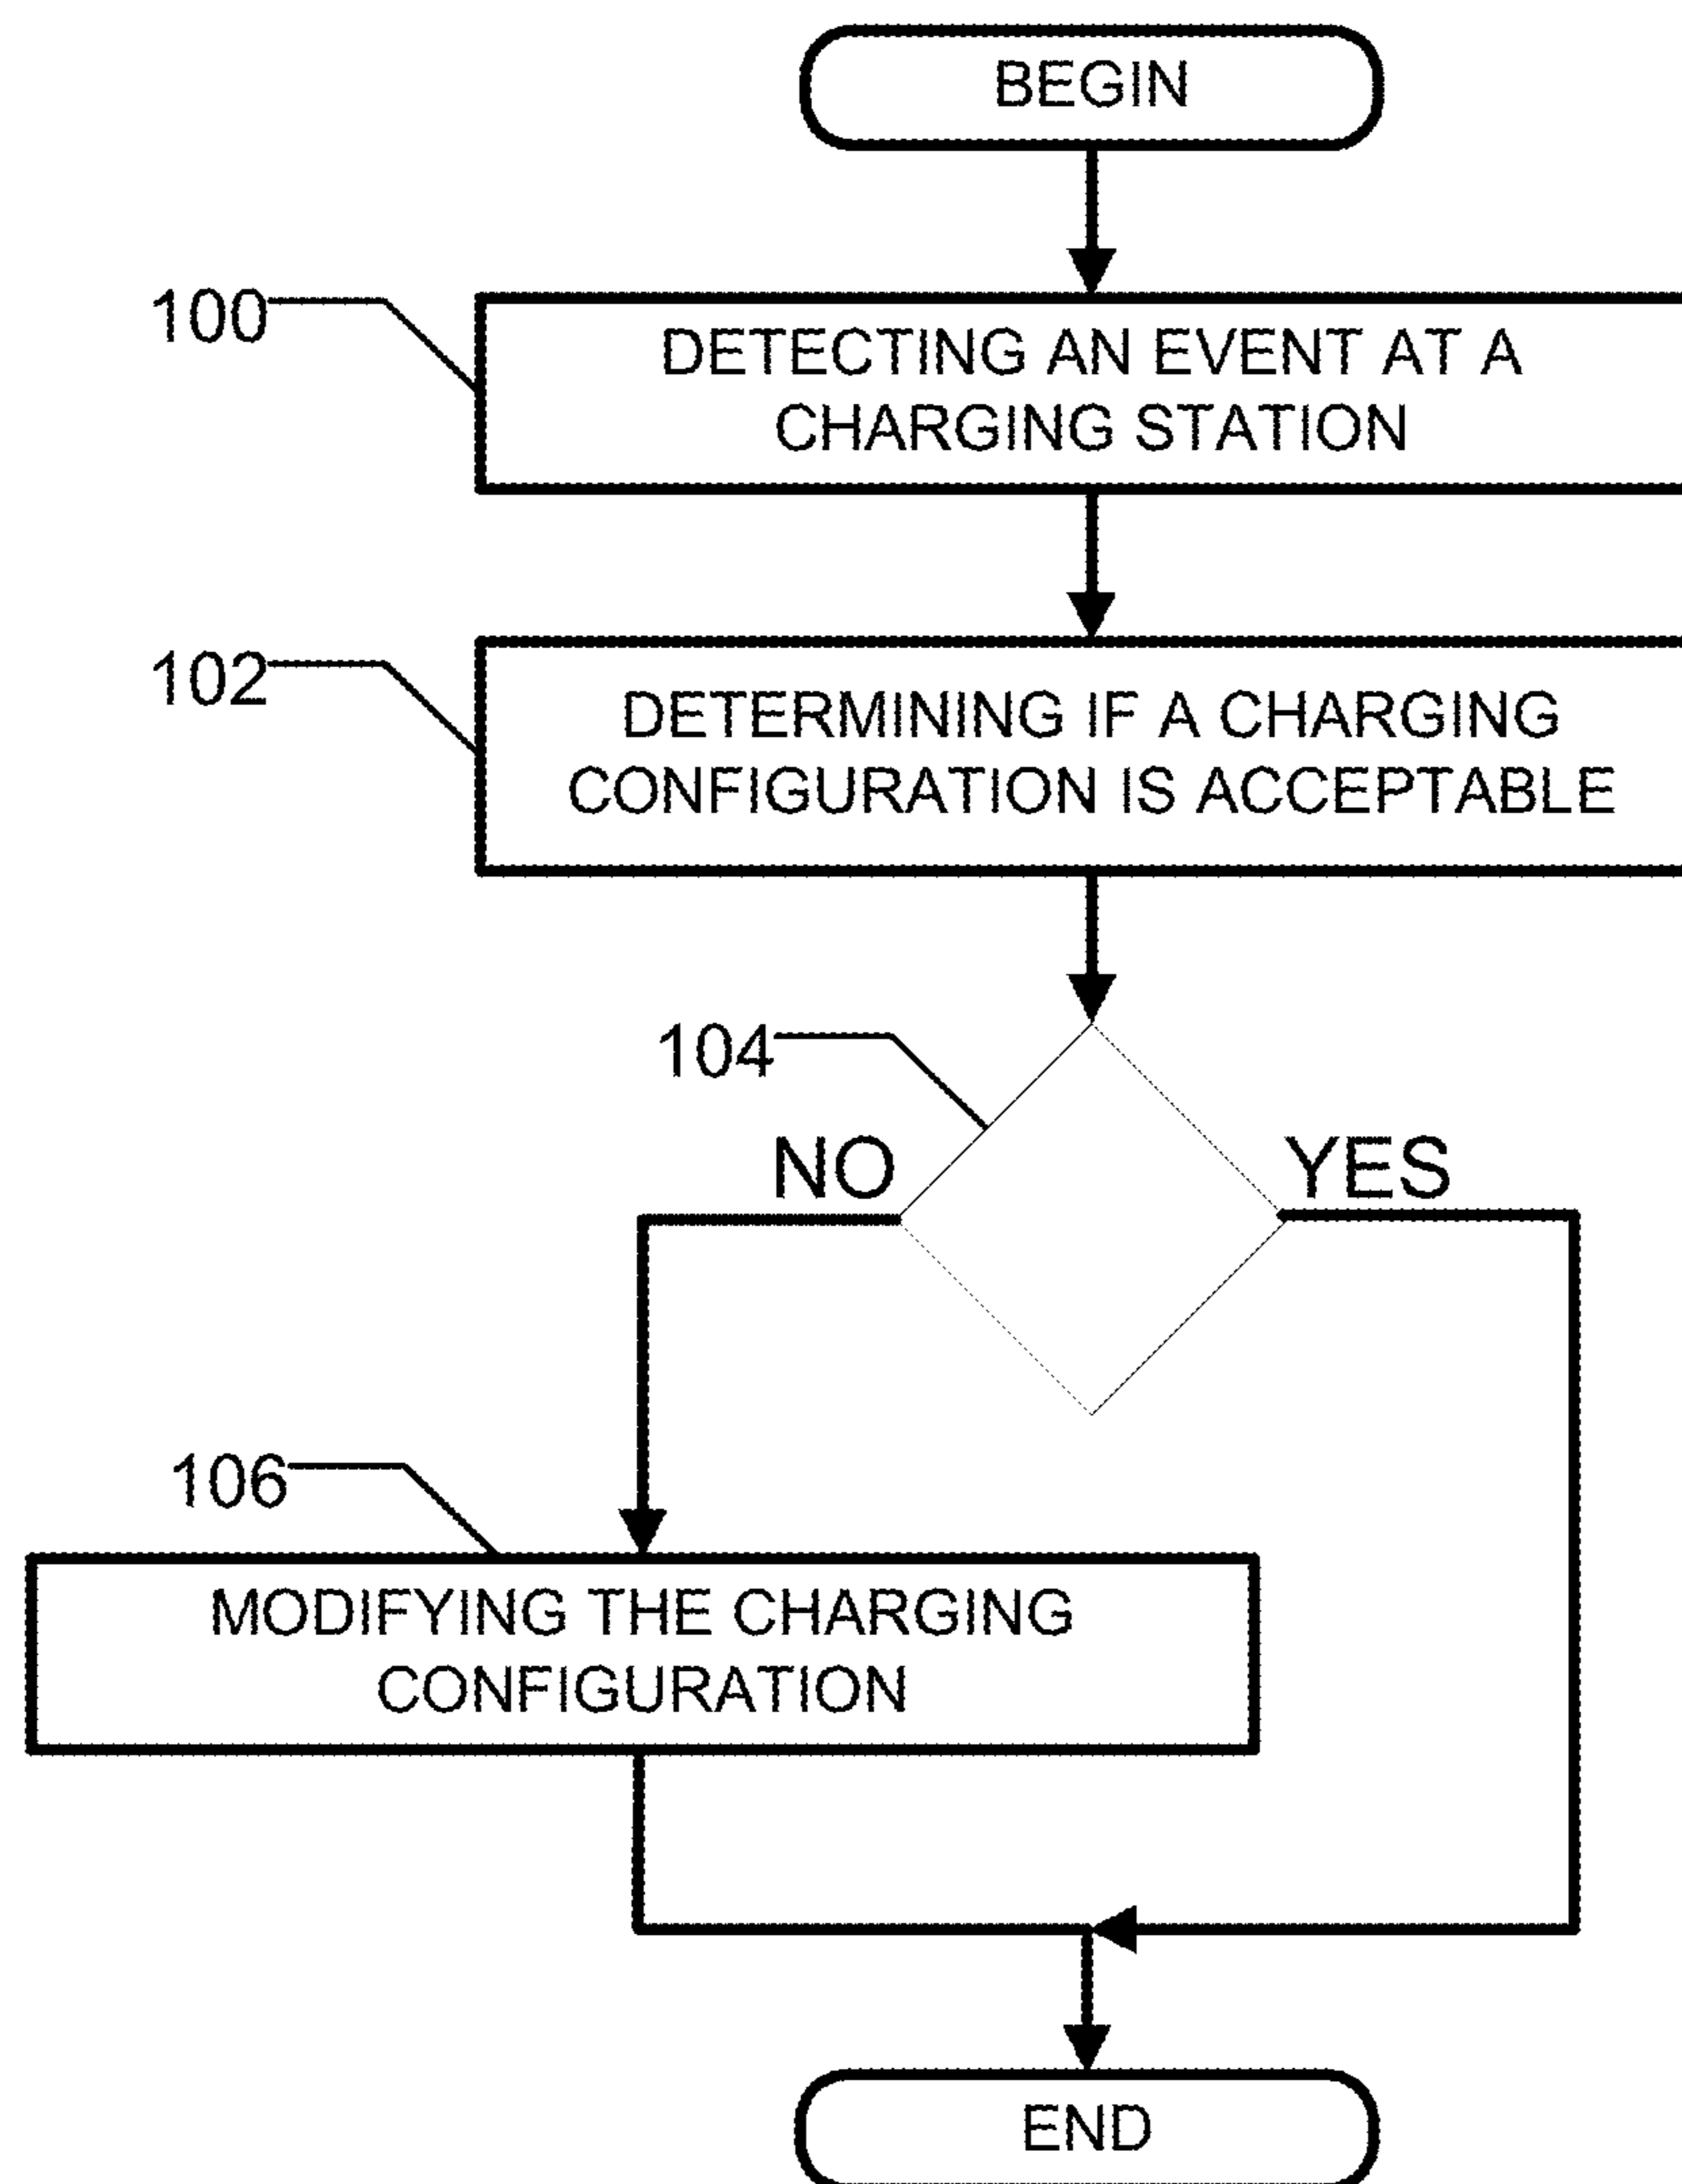 BEGIN
100
DETECTING AN EVENT AT A
CHARGING STATION
102
DETERMINING IF A CHARGING
CONFIGURATION IS ACCEPTABLE
104
NO
YES
106
MODIFYING THE CHARGING
CONFIGURATION
END